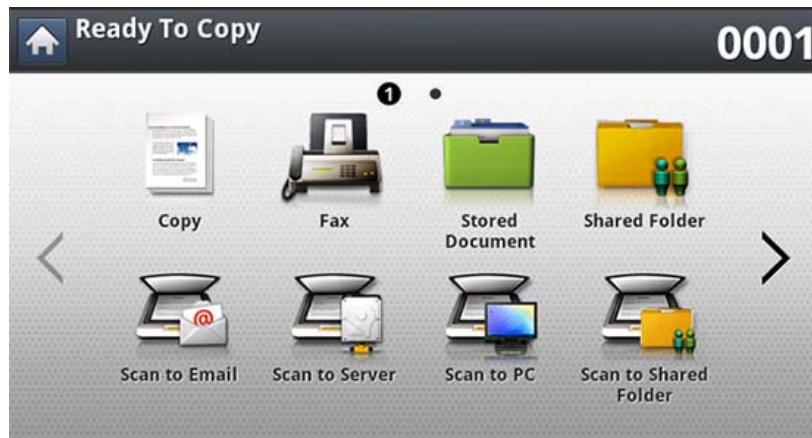 Ready To Copy
0001
1
Copy
Fax
Stored
Document
Shared Folder
@
Scan to Email
Scan to Server
Scan to PC
Scan to Shared
Folder